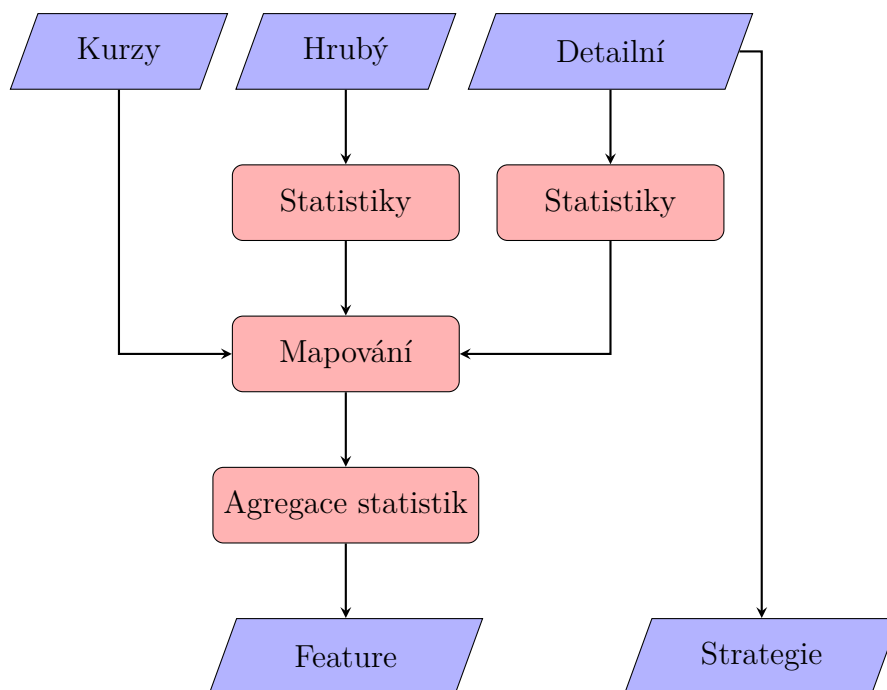 Kurzy
Hrubý
Detailní
Statistiky
Statistiky
Mapování
Agregace statistik
Feature
Strategie